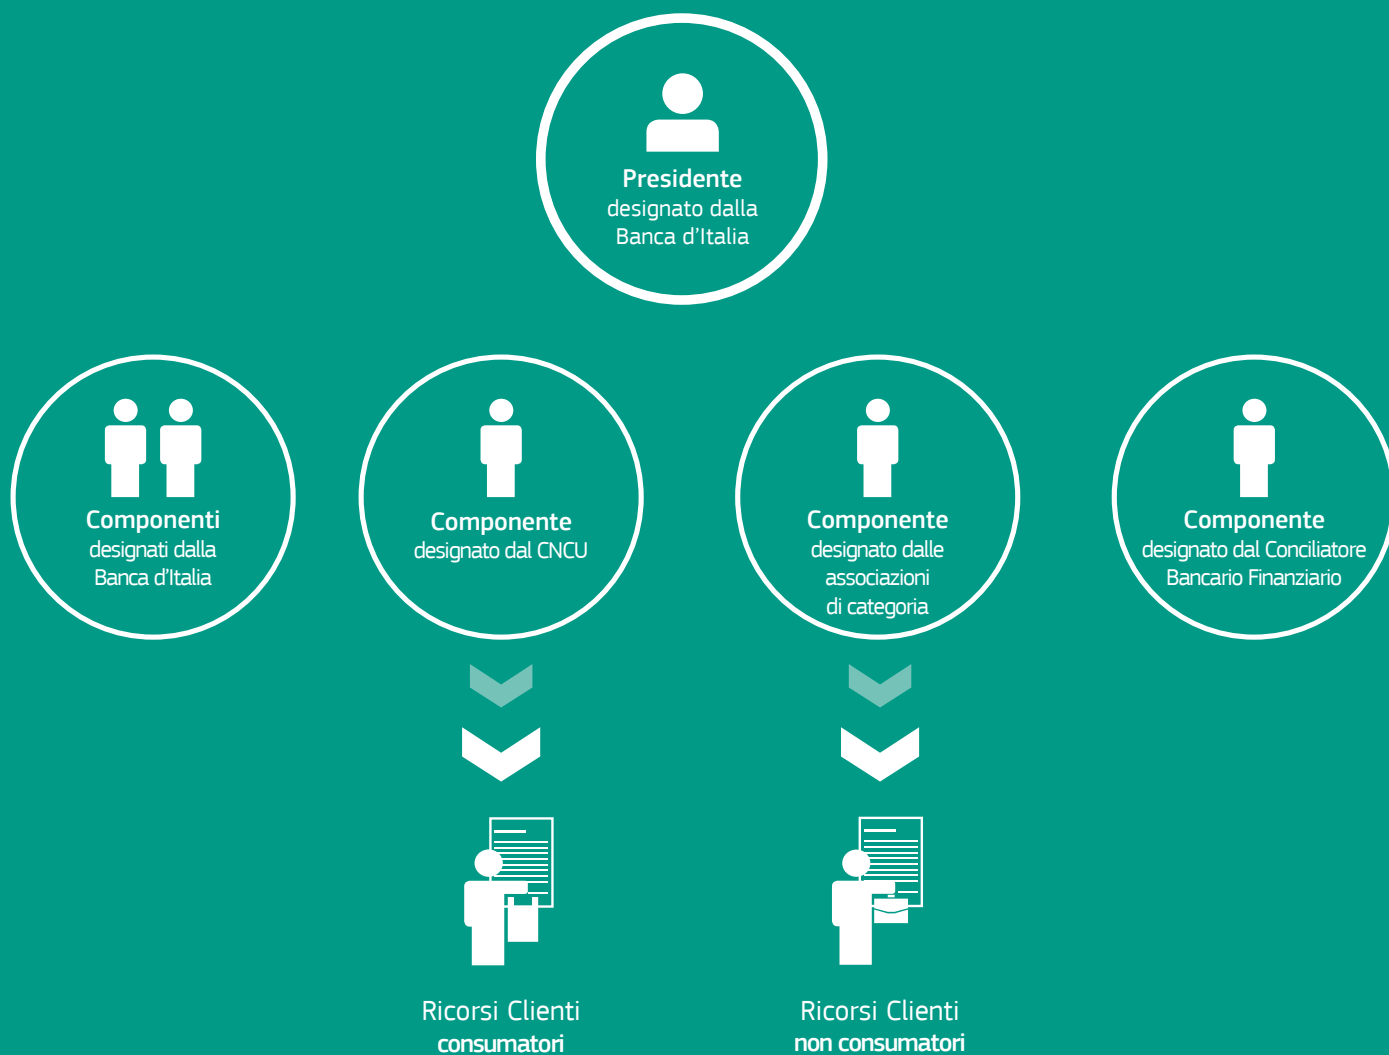 Presidente
designato dalla
Banca d'Italia
Componenti
designati dalla
Banca d'Italia
Componente
designato dal CNCU
Componente
designato dalle
associazioni
di categoria
Componente
designato dal Conciliatore
Bancario Finanziario
Ricorsi Clienti
consumatori
Ricorsi Clienti
non consumatori